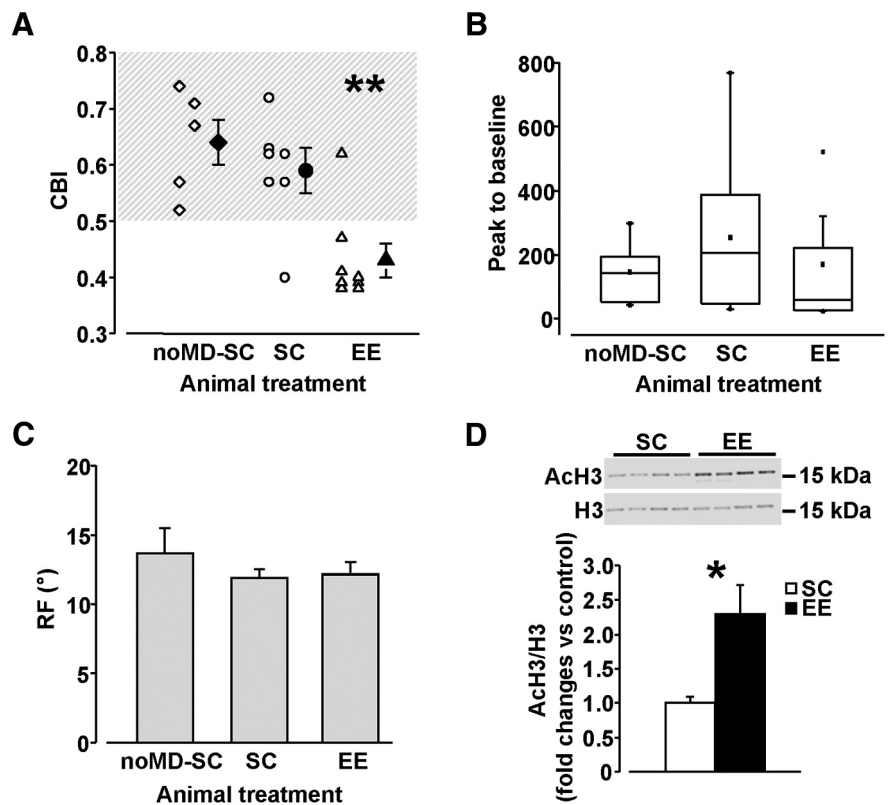 A
0.8
0.7
0.6
0.5
0.4
0.3
CBI
**
noMD-SC SC EE
Animal treatment
B
800
600
400
200
0
Peak to baseline
noMD-SC SC EE
Animal treatment
C
20
15
10
5
0
RF (°)
noMD-SC SC EE
Animal treatment
D
SC EE
AcH3 15 kDa
H3 15 kDa
3.0
2.5
2.0
1.5
1.0
0.5
0
AcH3/H3
(fold changes vs control)
*
SC
EE